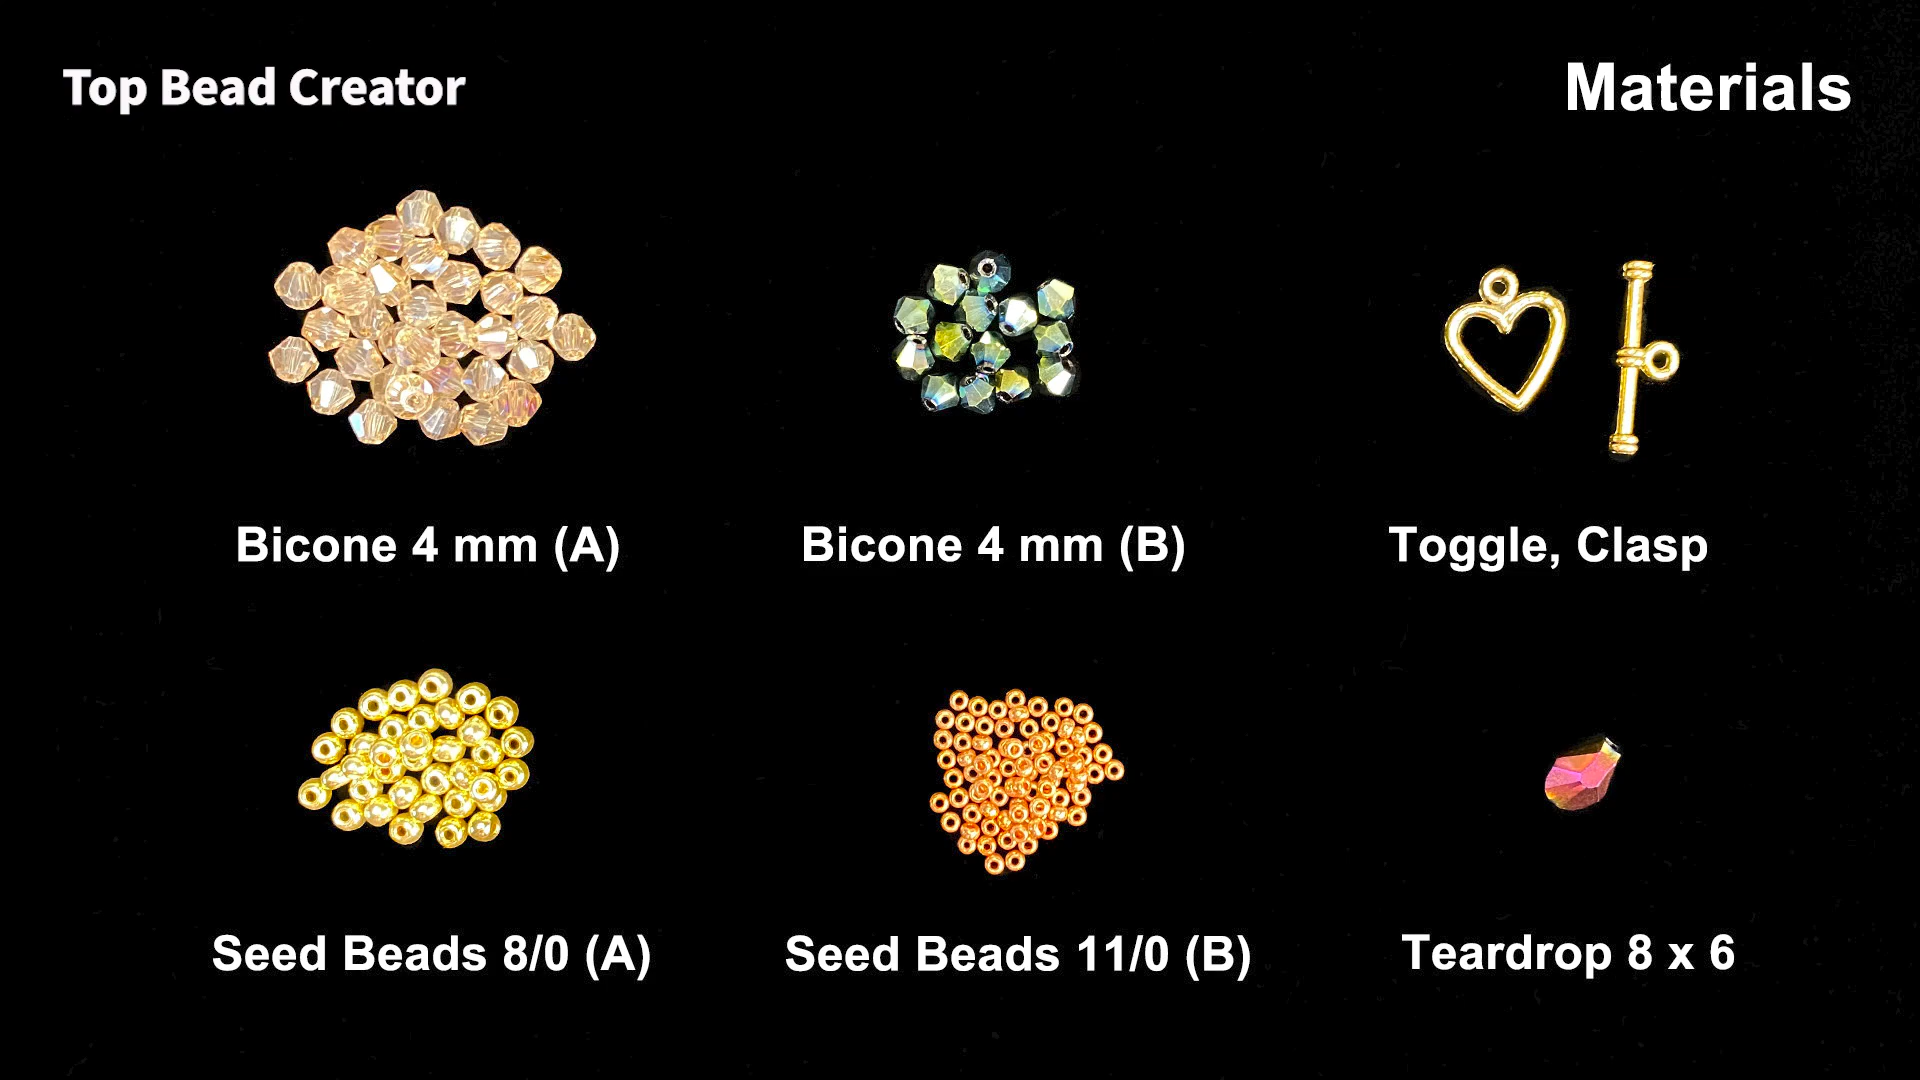 Top Bead Creator
Materials
Bicone 4 mm (A)
Bicone 4 mm (B)
Toggle, Clasp
Seed Beads 8/0 (A)
Seed Beads 11/0 (B)
Teardrop 8 x 6